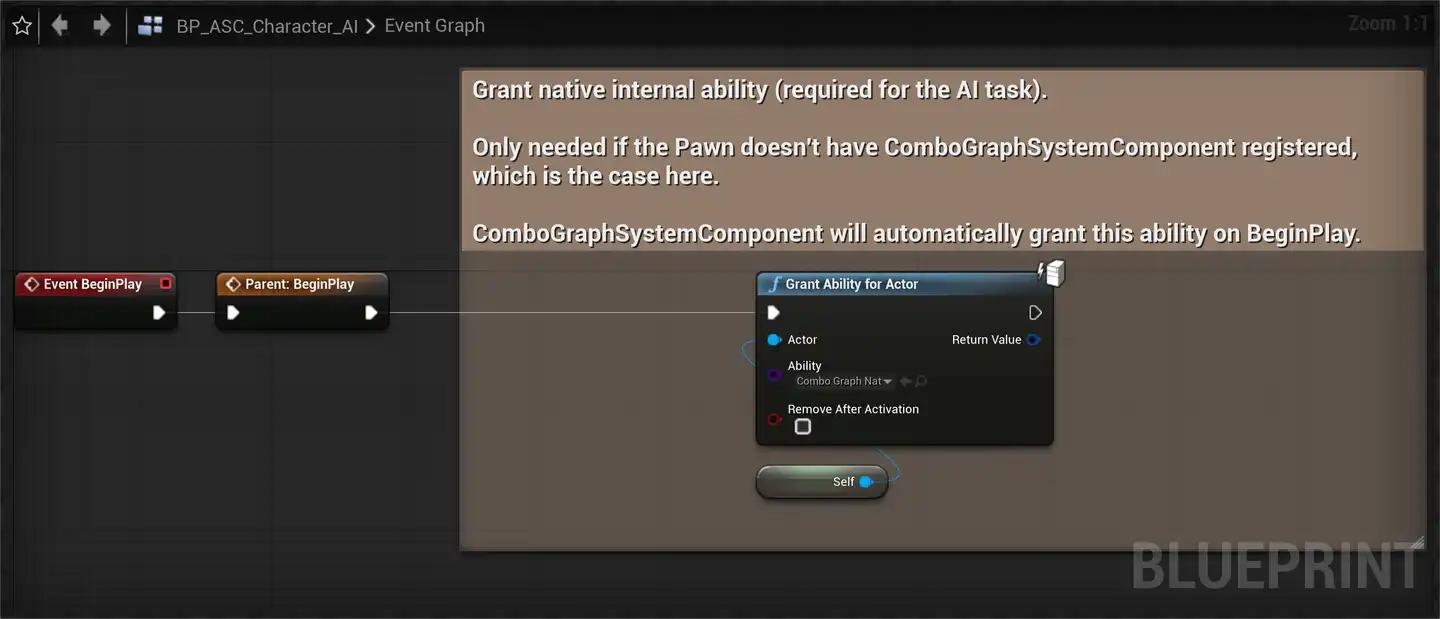 BP_ASC_Character_AI > Event Graph
Zoom 1:1
Grant native internal ability (required for the AI task).
Only needed if the Pawn doesn't have ComboGraphSystemComponent registered,
which is the case here.
ComboGraphSystemComponent will automatically grant this ability on BeginPlay.
Event BeginPlay
Parent: BeginPlay
Grant Ability for Actor
Actor
Return Value
Ability
Combo Graph Nat
Remove After Activation
Self
BLUEPRINT